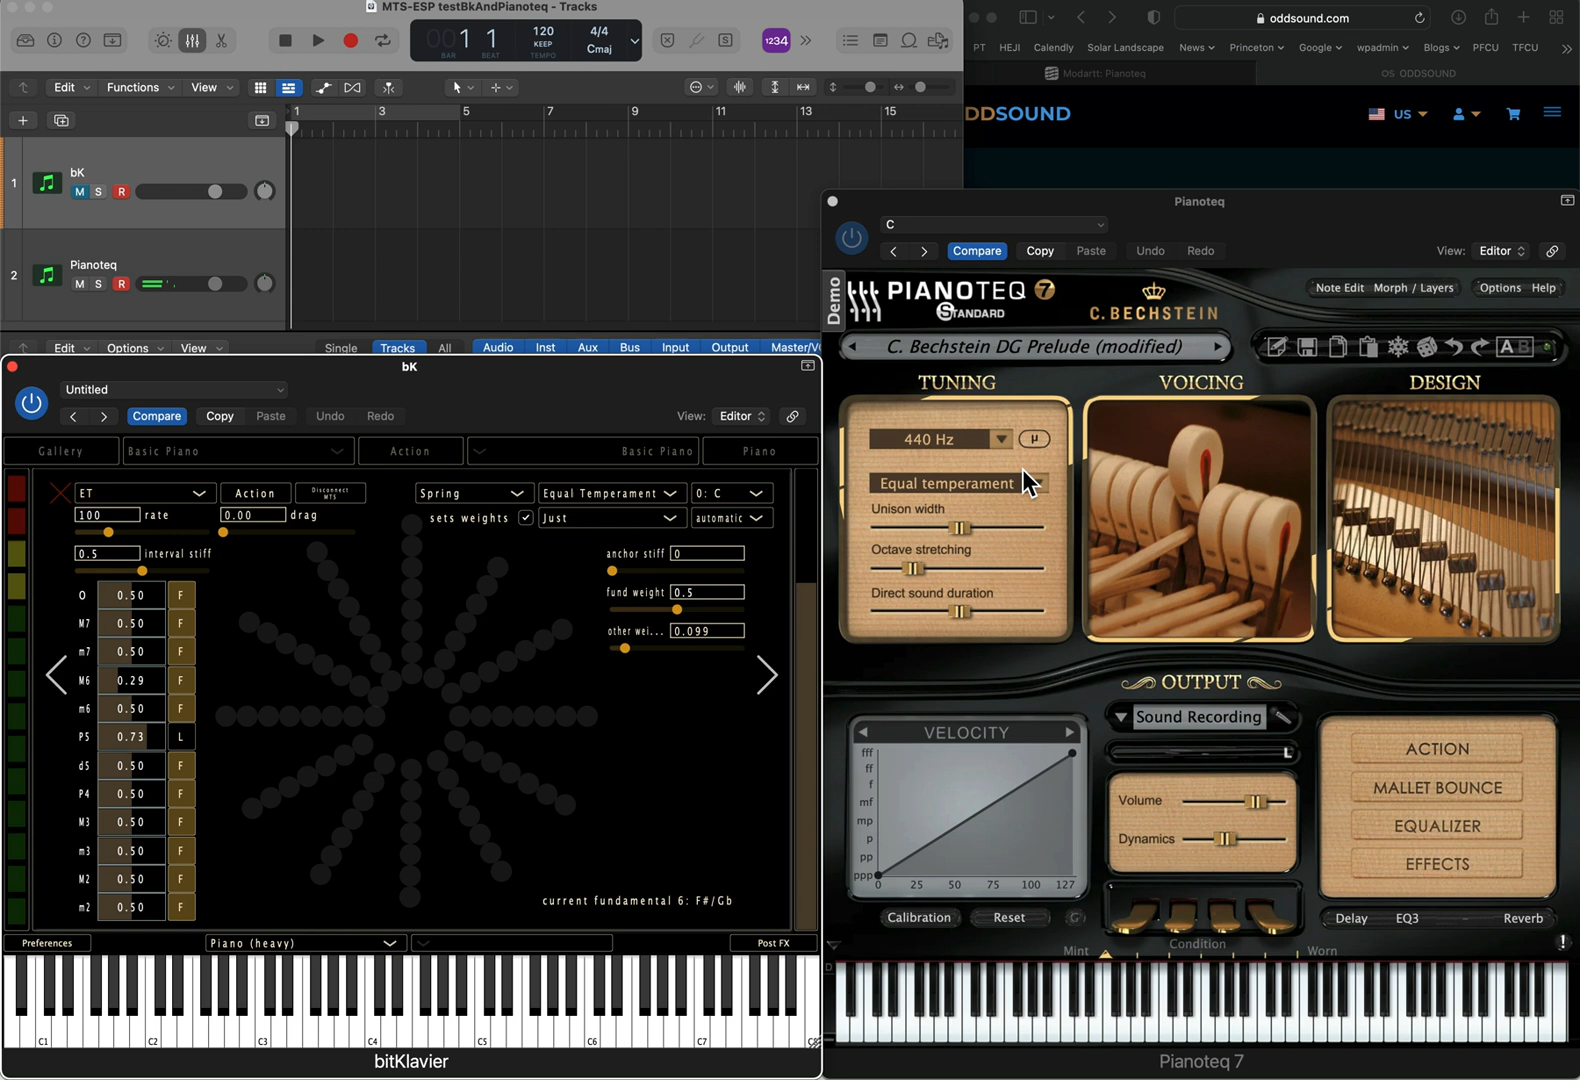 MTS-ESP testBkAndPianoteq - Tracks
1 1
BAR BEAT
120
KEEP
TEMPO
4/4
Cmaj
S
1234
Edit Functions View
1 3 5 7 9 11 13 15
1
bK
M S R
2
Pianoteq
M S R
Edit Options View Single Tracks All Audio Inst Aux Bus Input Output
oddsound.com
PT HEJI Calendly Solar Landscape News Princeton Google wpadmin Blogs PFCU TFCU
Modartt: Pianoteq
OS ODDSOUND
DDSOUND
US
bK
Untitled
Compare Copy Paste Undo Redo View: Editor
Gallery Basic Piano Action Basic Piano Piano
ET Action Disconnect MTS Spring Equal Temperament 0: C
100 rate 0.00 drag sets weights Just automatic
0.5 interval stiff anchor stiff 0
fund weight 0.5
other wei... 0.099
O 0.50 F
M7 0.50 F
m7 0.50 F
M6 0.29 F
m6 0.50 F
P5 0.73 L
d5 0.50 F
P4 0.50 F
M3 0.50 F
m3 0.50 F
M2 0.50 F
m2 0.50 F
current fundamental 6: F#/Gb
Preferences Piano (heavy) Post FX
C1 C2 C3 C4 C5 C6 C7
bitKlavier
Pianoteq
C
Compare Copy Paste Undo Redo View: Editor
Demo
PIANOTEQ 7
STANDARD
C. BECHSTEIN
Note Edit Morph / Layers Options Help
C. Bechstein DG Prelude (modified)
A B
TUNING
440 Hz μ
Equal temperament
Unison width
Octave stretching
Direct sound duration
VOICING
DESIGN
OUTPUT
VELOCITY
fff
ff
f
mf
mp
p
pp
ppp
0 25 50 75 100 127
Calibration Reset
Sound Recording
L
Volume
Dynamics
ACTION
MALLET BOUNCE
EQUALIZER
EFFECTS
Delay EQ3 - Reverb
Mint Condition Worn
!
Pianoteq 7